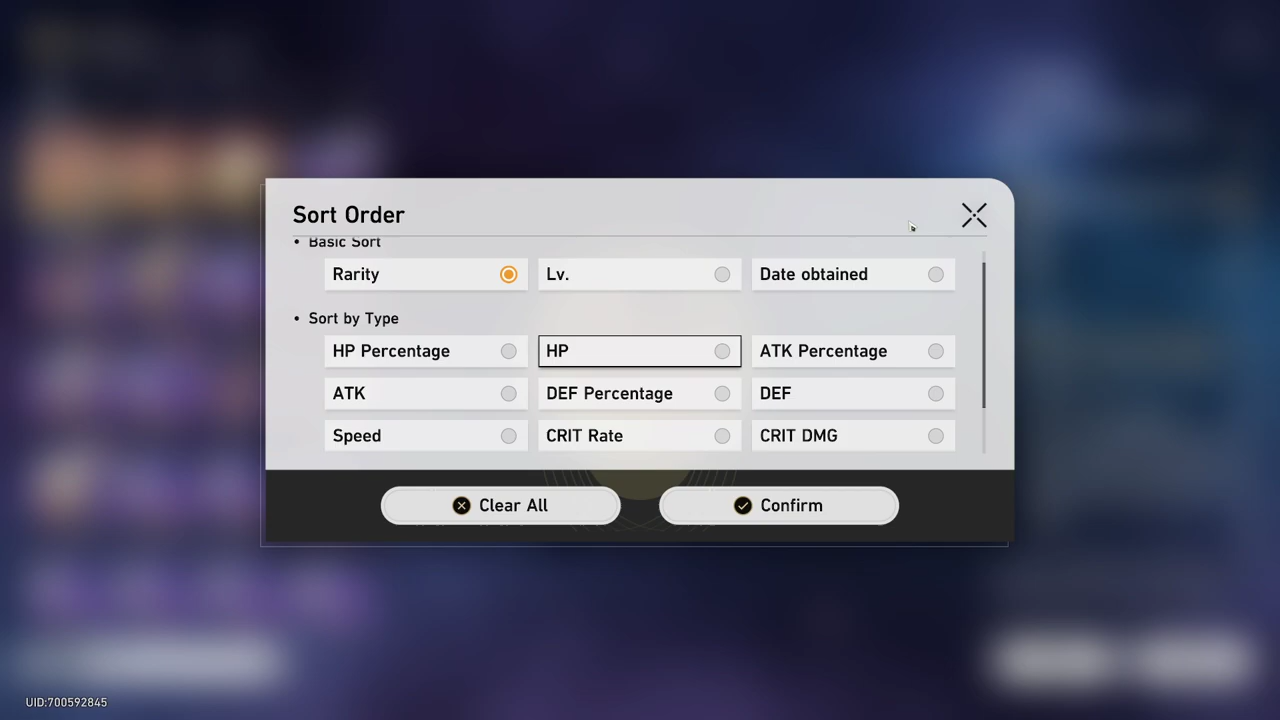 Sort Order
• Basic Sort
Rarity
Lv.
Date obtained
• Sort by Type
HP Percentage
HP
ATK Percentage
ATK
DEF Percentage
DEF
Speed
CRIT Rate
CRIT DMG
Clear All
Confirm
UID:700592845